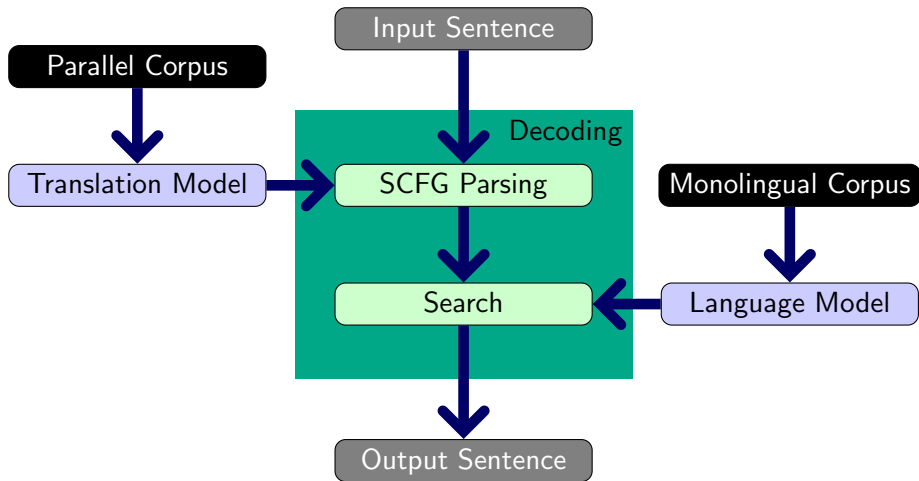 Input Sentence
Parallel Corpus
Decoding
Translation Model
SCFG Parsing
Monolingual Corpus
Search
Language Model
Output Sentence